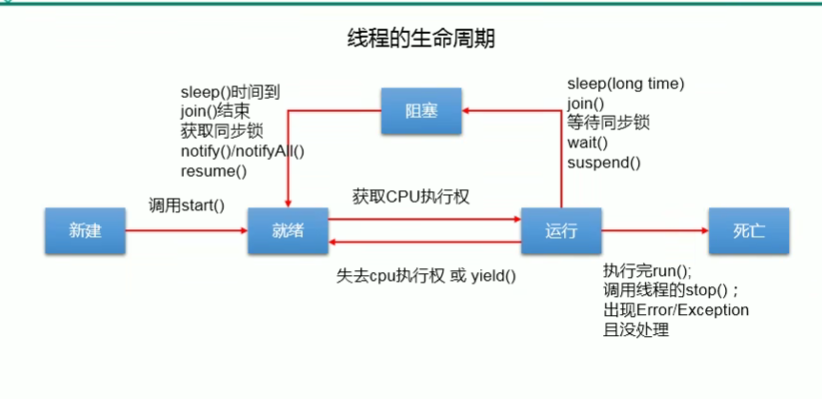 线程的生命周期
sleep()时间到
join()结束
获取同步锁
notify()/notifyAll()
resume()
阻塞
sleep(long time)
join()
等待同步锁
wait()
suspend()
新建
调用start()
就绪
获取CPU执行权
失去cpu执行权 或 yield()
运行
死亡
执行完run();
调用线程的stop()；
出现Error/Exception
且没处理